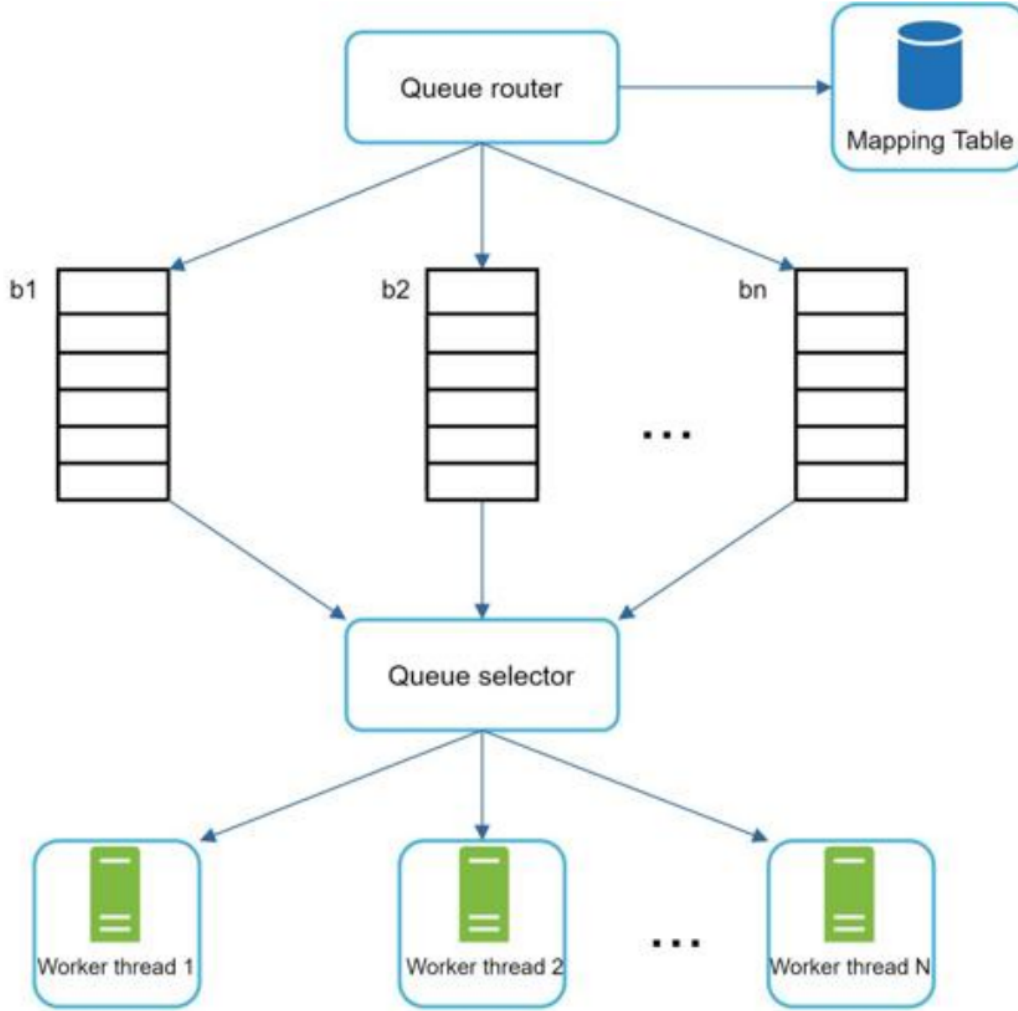 Queue router
Mapping Table
b1
b2
bn
...
Queue selector
Worker thread 1
Worker thread 2
...
Worker thread N